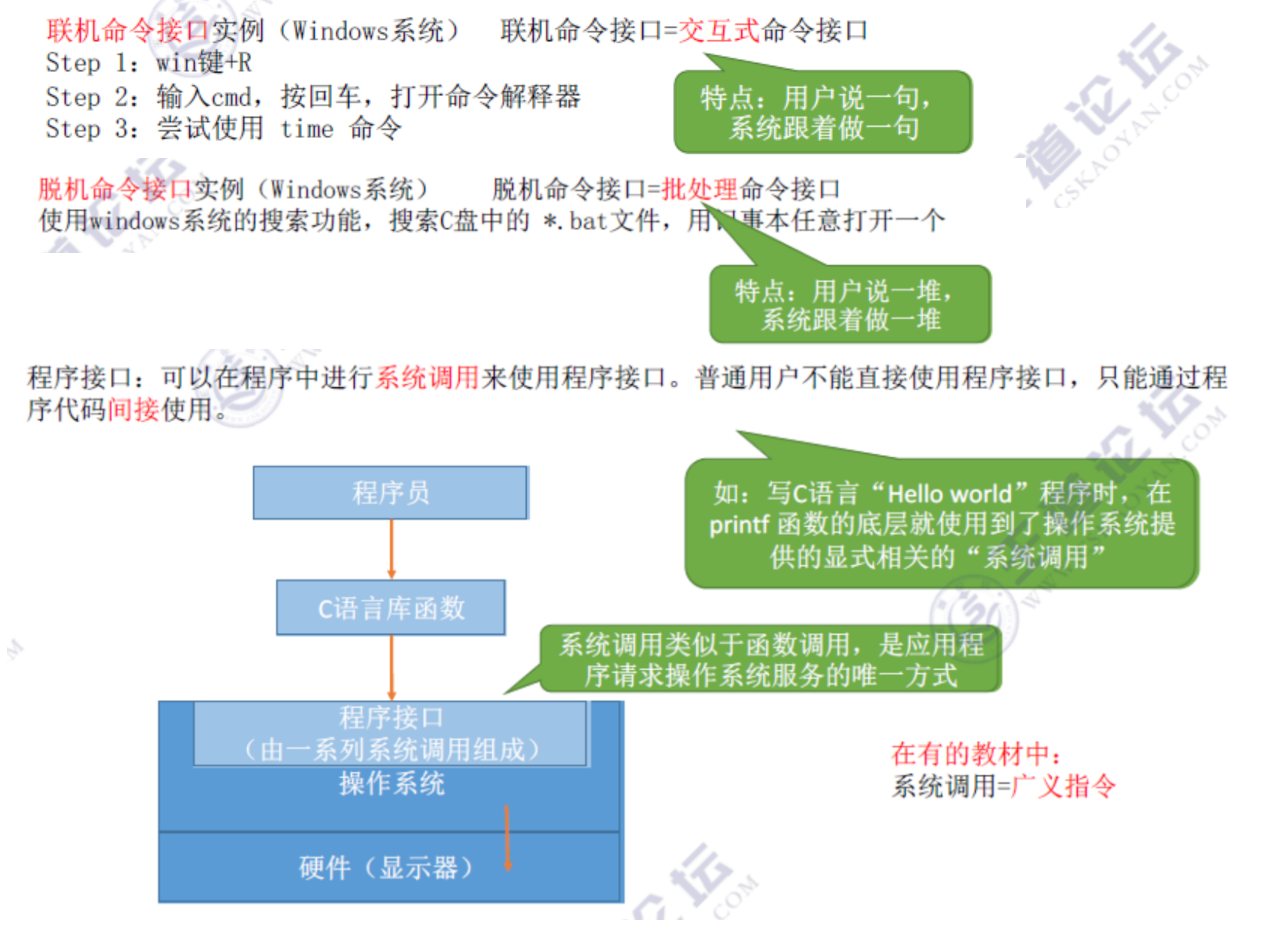 联机命令接口实例（Windows系统） 联机命令接口=交互式命令接口
Step 1：win键+R
Step 2：输入cmd，按回车，打开命令解释器
Step 3：尝试使用 time 命令
特点：用户说一句，
系统跟着做一句
脱机命令接口实例（Windows系统） 脱机命令接口=批处理命令接口
使用windows系统的搜索功能，搜索C盘中的 *.bat文件，用记事本任意打开一个
特点：用户说一堆，
系统跟着做一堆
程序接口：可以在程序中进行系统调用来使用程序接口。普通用户不能直接使用程序接口，只能通过程
序代码间接使用。
程序员
如：写C语言“Hello world”程序时，在
printf 函数的底层就使用到了操作系统提
供的显式相关的“系统调用”
C语言库函数
系统调用类似于函数调用，是应用程
序请求操作系统服务的唯一方式
程序接口
（由一系列系统调用组成）
操作系统
在有的教材中：
系统调用=广义指令
硬件（显示器）
道论坛
CSKAOYAN.COM